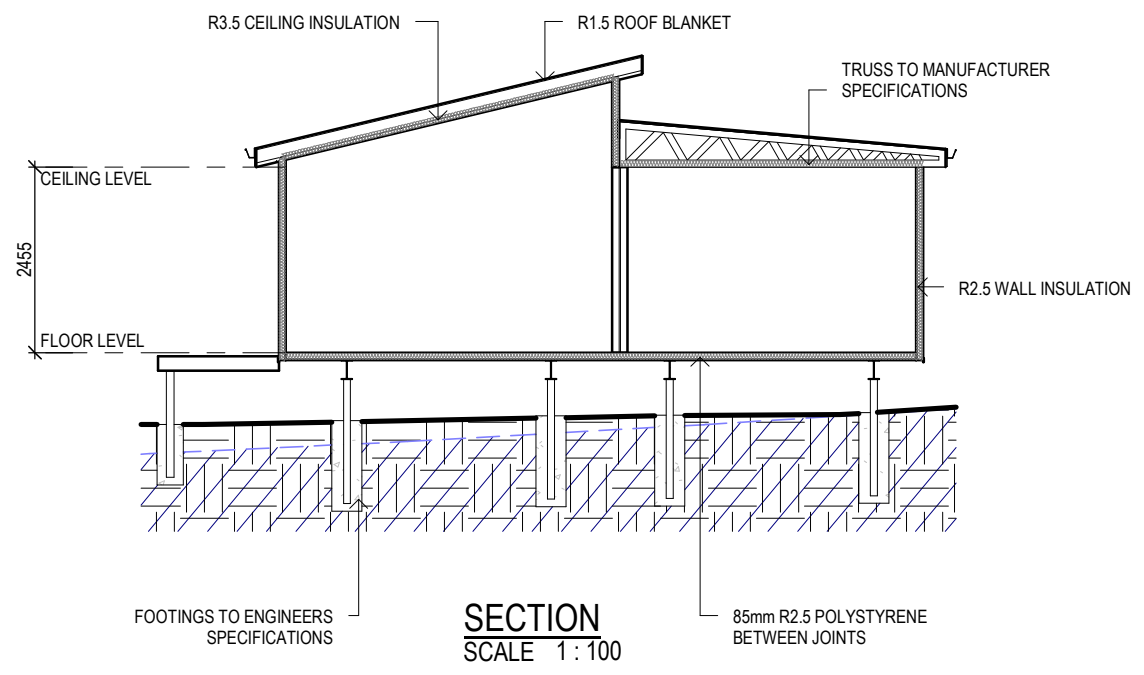 R3.5 CEILING INSULATION
R1.5 ROOF BLANKET
TRUSS TO MANUFACTURER
SPECIFICATIONS
CEILING LEVEL
2455
R2.5 WALL INSULATION
FLOOR LEVEL
FOOTINGS TO ENGINEERS
SPECIFICATIONS
SECTION
SCALE 1 : 100
85mm R2.5 POLYSTYRENE
BETWEEN JOINTS